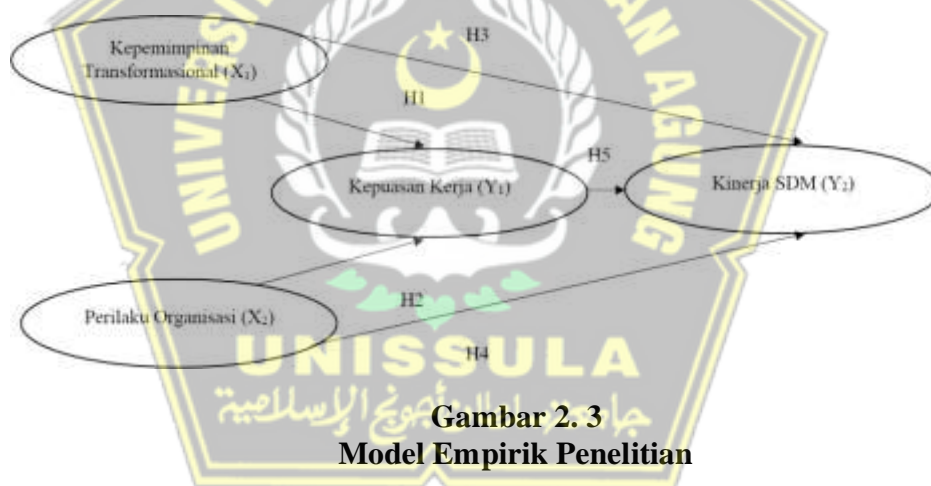 Kepemimpinan
Transformasional (X₁)
H3
H1
H5
Kepuasan Kerja (Y₁)
Kinerja SDM (Y₂)
Perilaku Organisasi (X₂)
H2
H4
AGUNG
UNISSULA
Gambar 2. 3
Model Empirik Penelitian